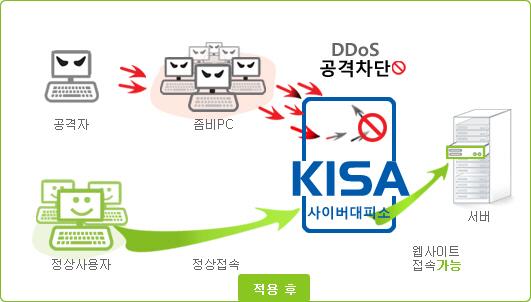 DDoS
공격차단
공격자
좀비PC
KISA
사이버대피소
서버
정상사용자
정상접속
웹사이트
접속가능
적용 후